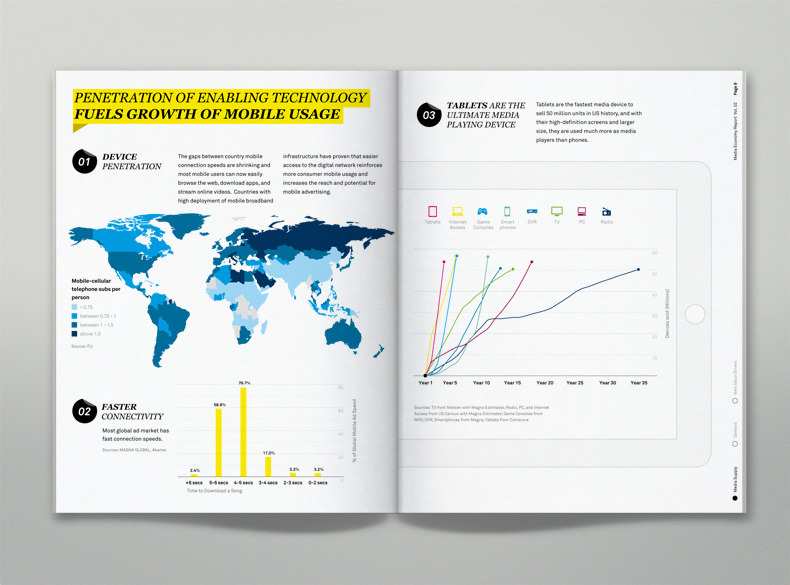 PENETRATION OF ENABLING TECHNOLOGY
FUELS GROWTH OF MOBILE USAGE
01
DEVICE
PENETRATION
The gaps between country mobile
connection speeds are shrinking and
most mobile users can now easily
browse the web, download apps, and
stream online videos. Countries with
high deployment of mobile broadband
infrastructure have proven that easier
access to the digital network reinforces
more consumer mobile usage and
increases the reach and potential for
mobile advertising.
Mobile-cellular
telephone subs per
person
< 0.75
between 0.75 - 1
between 1 - 1.5
above 1.5
Source: ITU
02
FASTER
CONNECTIVITY
Most global ad market has
fast connection speeds.
Sources: MAGNA GLOBAL, Akamai
2.4%
76.7%
17.0%
3.3%
3.2%
+6 secs
5-6 secs
4-5 secs
3-4 secs
2-3 secs
0-2 secs
Time to Download a Song
% of Global Mobile Ad Spend
03
TABLETS ARE THE
ULTIMATE MEDIA
PLAYING DEVICE
Tablets are the fastest media device to
sell 50 million units in US history, and with
their high-definition screens and larger
size, they are used much more as media
players than phones.
Tablets
Internet
Access
Game
Consoles
Smart
phones
DVR
TV
PC
Radio
60
50
40
30
20
10
Devices sold (Millions)
Year 1
Year 5
Year 10
Year 15
Year 20
Year 25
Year 30
Year 35
Sources: TV from Nielsen with Magna Estimates; Radio, PC, and Internet
Access from US Census with Magna Estimates; Game Consoles from
NPD; DVR, Smartphones from Magna; Tablets from Comscore
Media Economy Report Vol. 02
Page 9
New Value Drivers
Demand
Media Supply